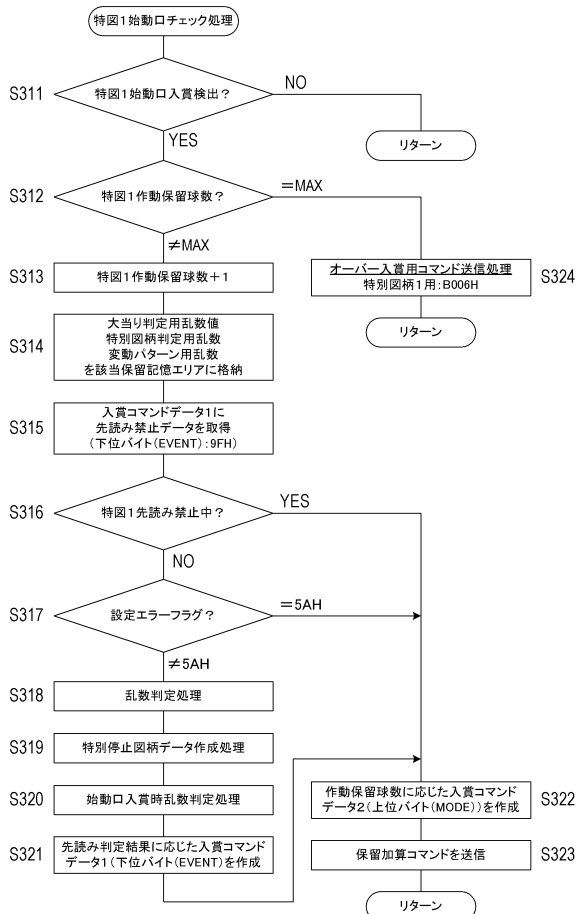 特図1始動口チェック処理
S311
特図1始動口入賞検出？
NO
リターン
YES
S312
特図1作動保留球数？
＝MAX
≠MAX
S313
特図1作動保留球数＋1
オーバー入賞用コマンド送信処理
特別図柄1用：B006H
S324
リターン
S314
大当り判定用乱数値
特別図柄判定用乱数
変動パターン用乱数
を該当保留記憶エリアに格納
S315
入賞コマンドデータ1に
先読み禁止データを取得
（下位バイト（EVENT）：9FH）
S316
特図1先読み禁止中？
YES
NO
S317
設定エラーフラグ？
＝5AH
≠5AH
S318
乱数判定処理
S319
特別停止図柄データ作成処理
S320
始動口入賞時乱数判定処理
S321
先読み判定結果に応じた入賞コマンド
データ1（下位バイト（EVENT）を作成
作動保留球数に応じた入賞コマンド
データ2（上位バイト（MODE））を作成
S322
保留加算コマンドを送信
S323
リターン